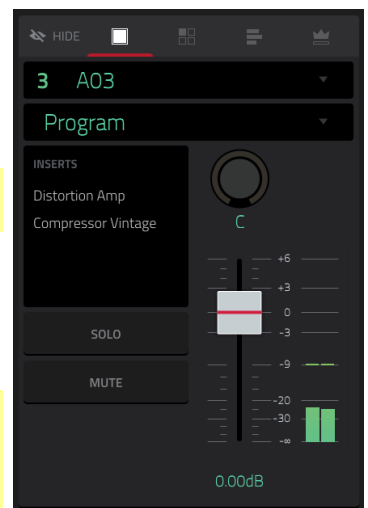 HIDE
3 A03
Program
INSERTS
Distortion Amp
Compressor Vintage
C
+6
+3
0
-3
-9
-20
-30
-∞
SOLO
MUTE
0.00dB